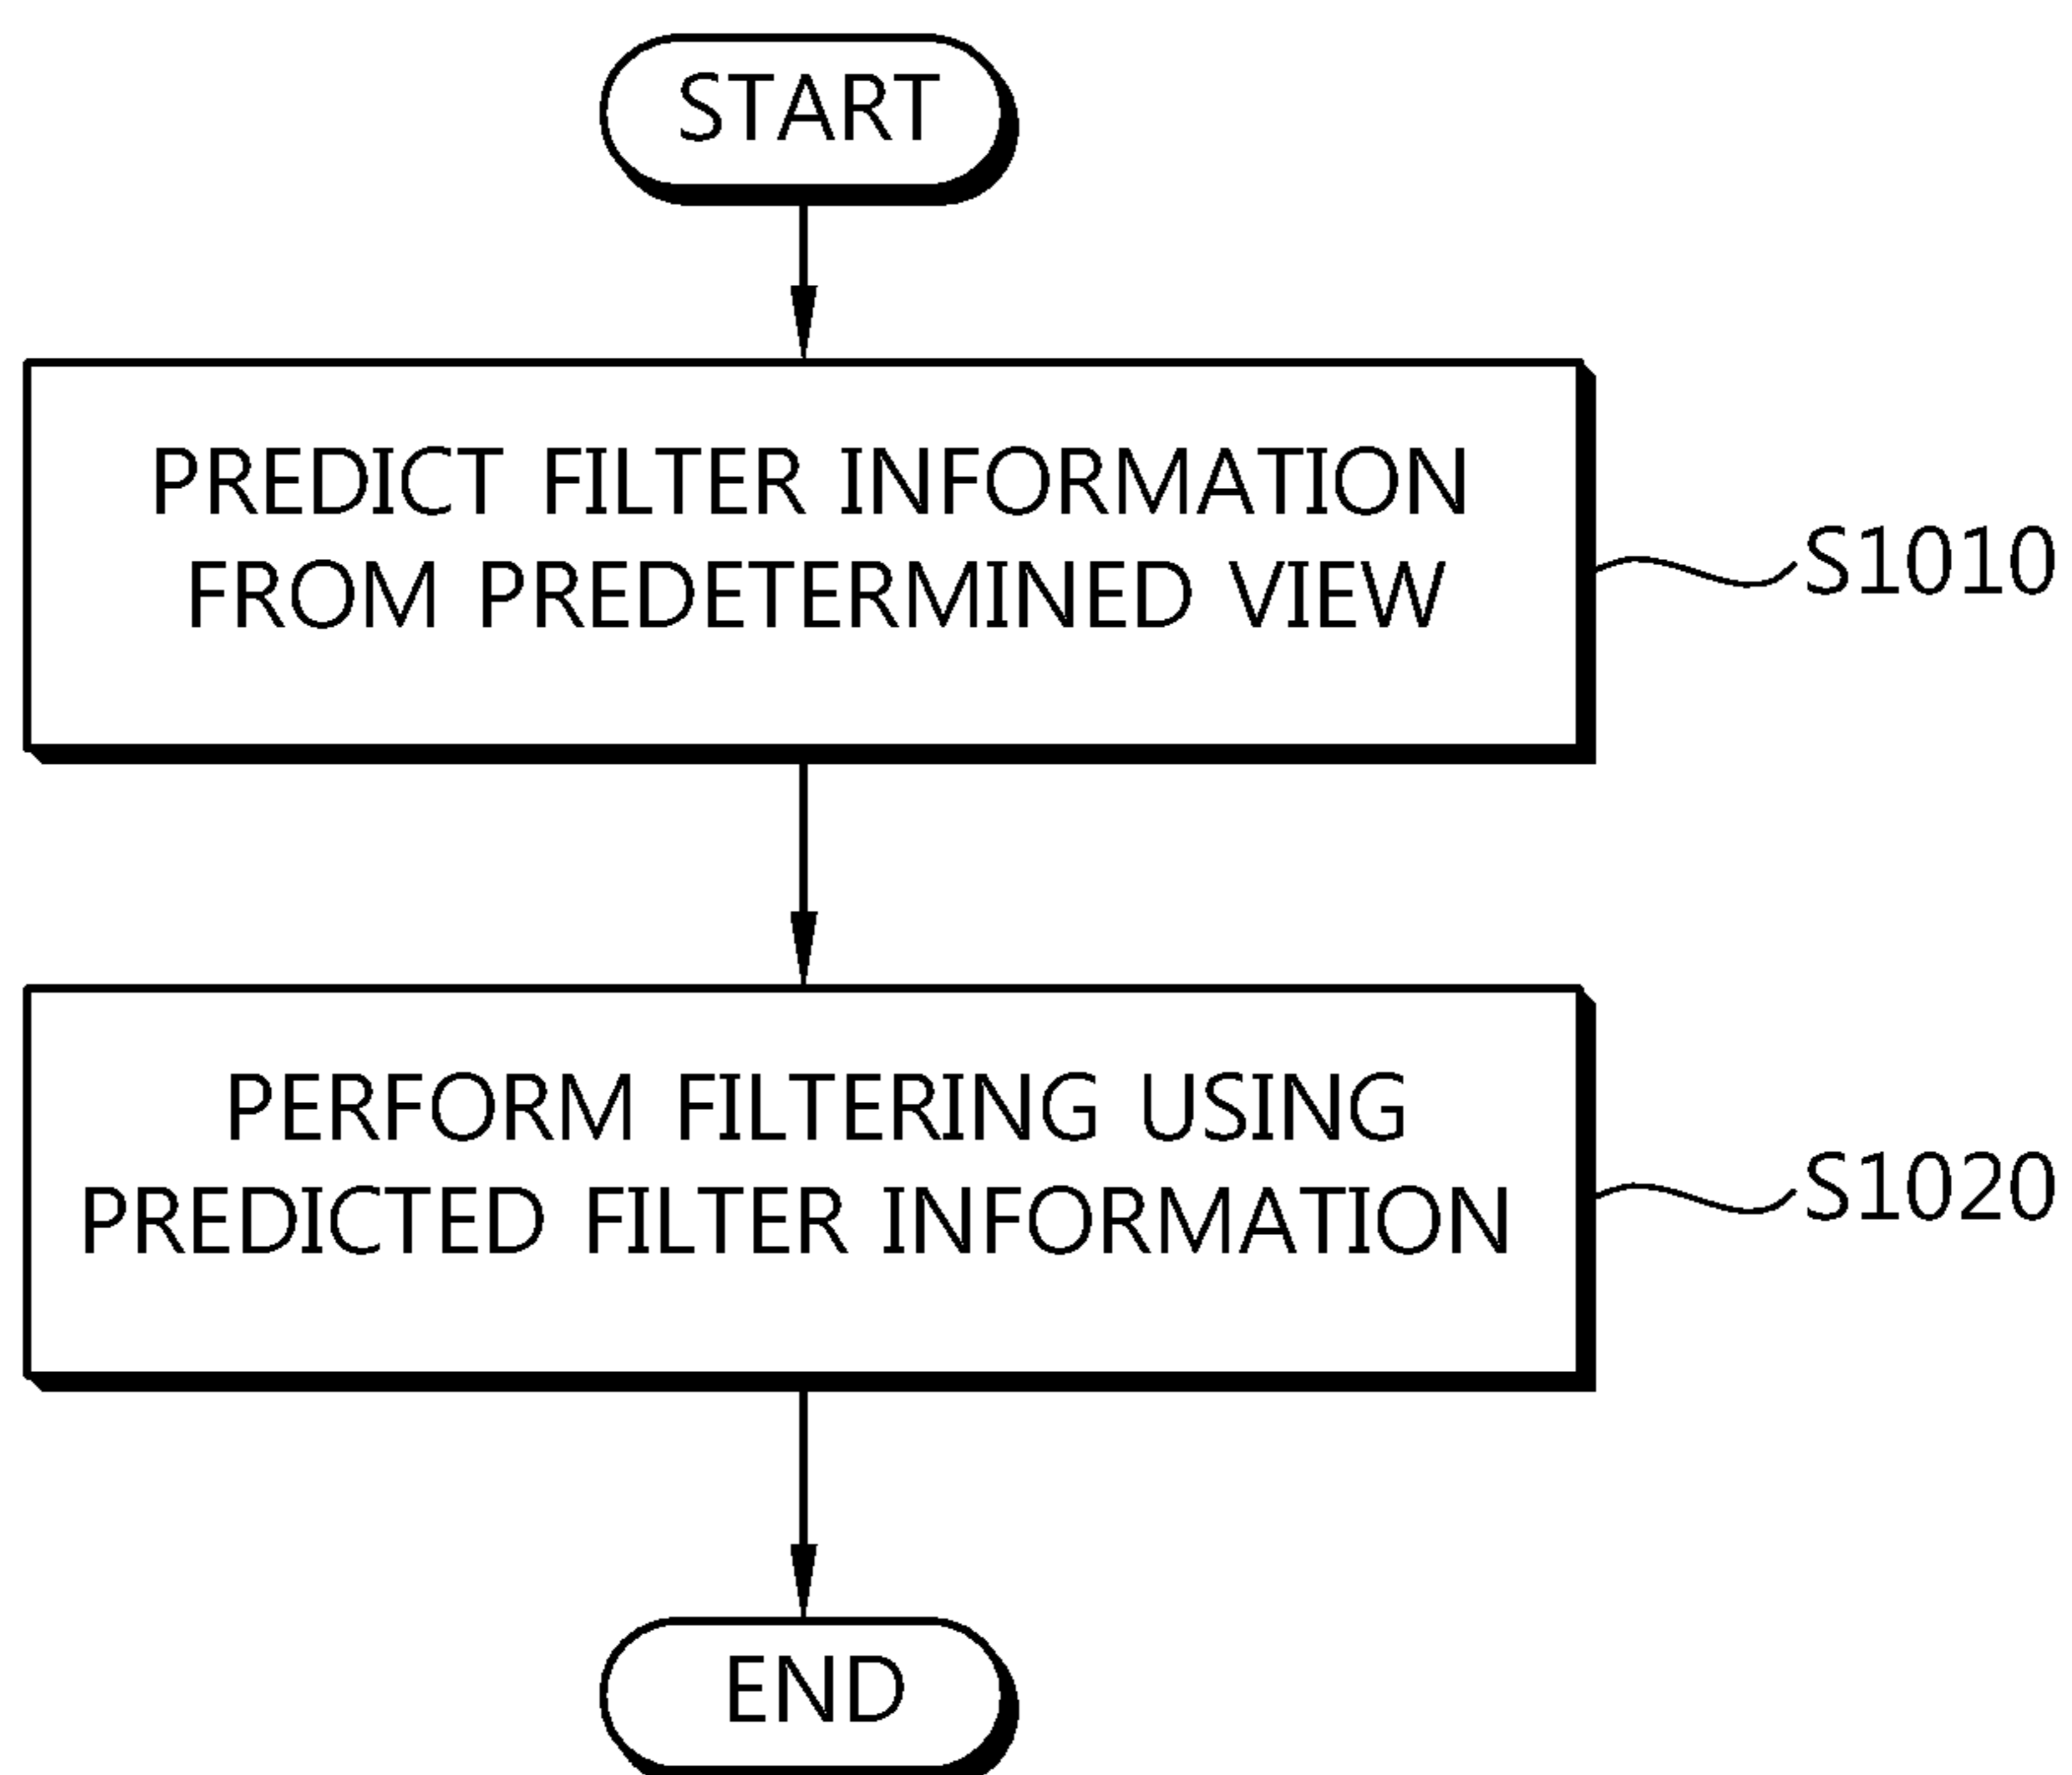 START
PREDICT FILTER INFORMATION
FROM PREDETERMINED VIEW
S1010
PERFORM FILTERING USING
PREDICTED FILTER INFORMATION
S1020
END